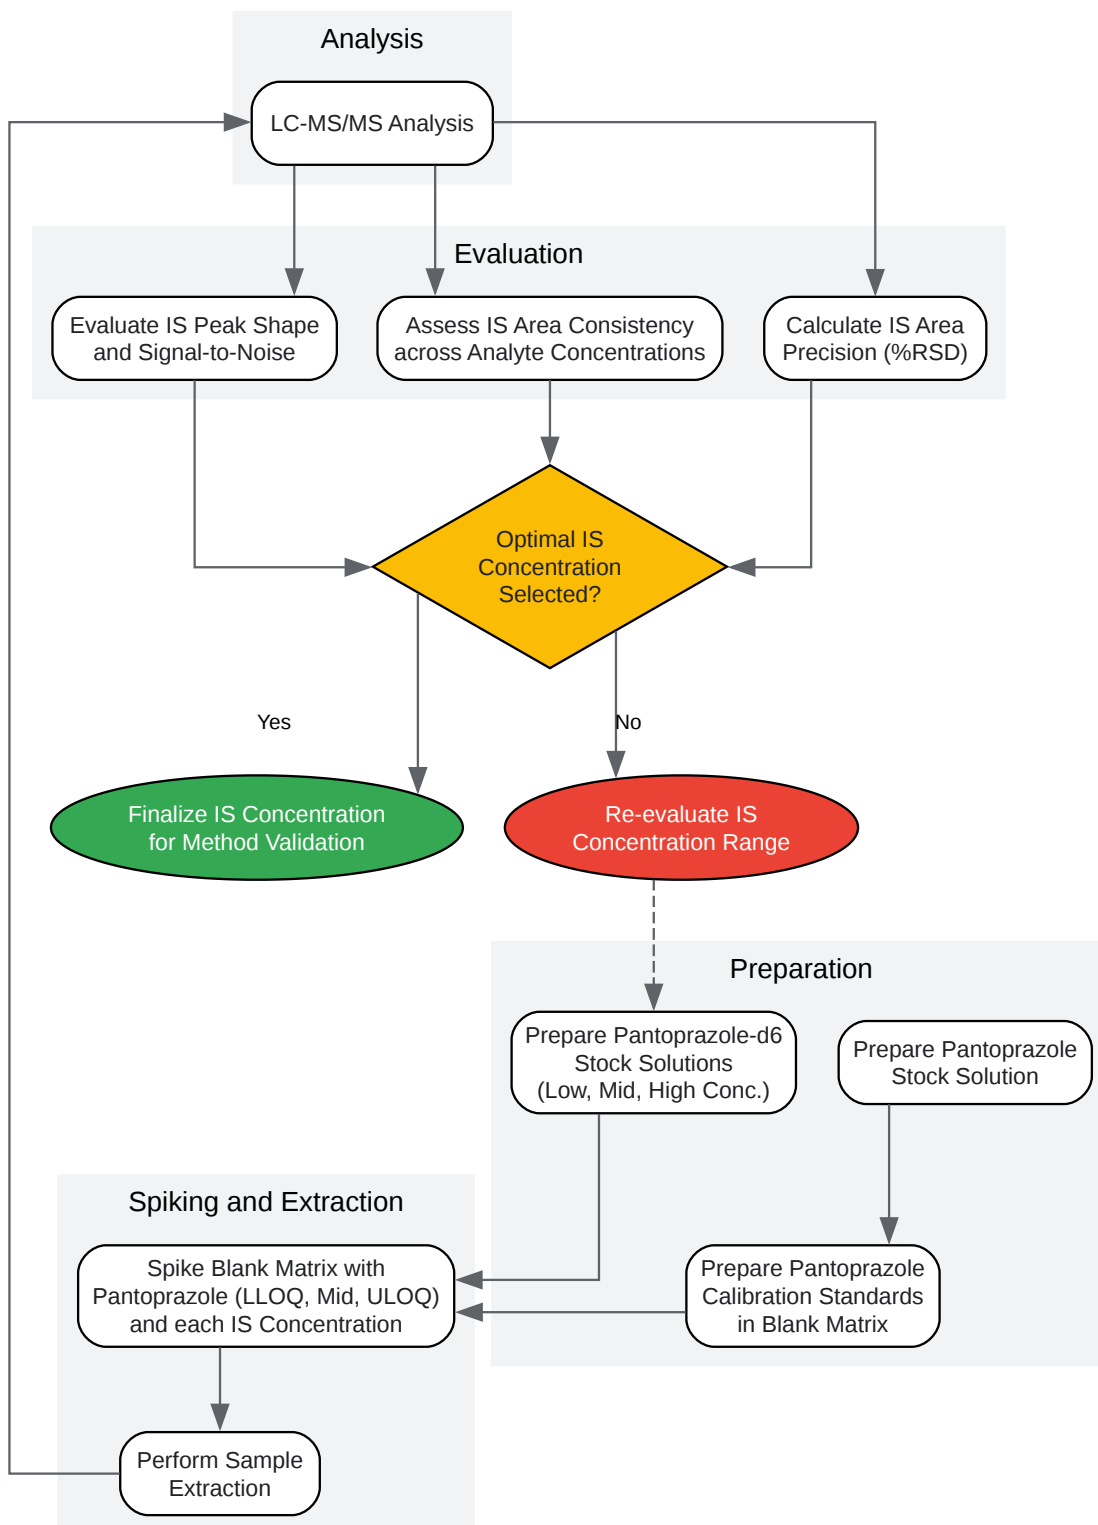 Analysis
LC-MS/MS Analysis
Evaluation
Evaluate IS Peak Shape
and Signal-to-Noise
Assess IS Area Consistency
across Analyte Concentrations
Calculate IS Area
Precision (%RSD)
Optimal IS
Concentration
Selected?
Yes
No
Finalize IS Concentration
for Method Validation
Re-evaluate IS
Concentration Range
Preparation
Prepare Pantoprazole-d6
Stock Solutions
(Low, Mid, High Conc.)
Prepare Pantoprazole
Stock Solution
Spiking and Extraction
Spike Blank Matrix with
Pantoprazole (LLOQ, Mid, ULOQ)
and each IS Concentration
Prepare Pantoprazole
Calibration Standards
in Blank Matrix
Perform Sample
Extraction